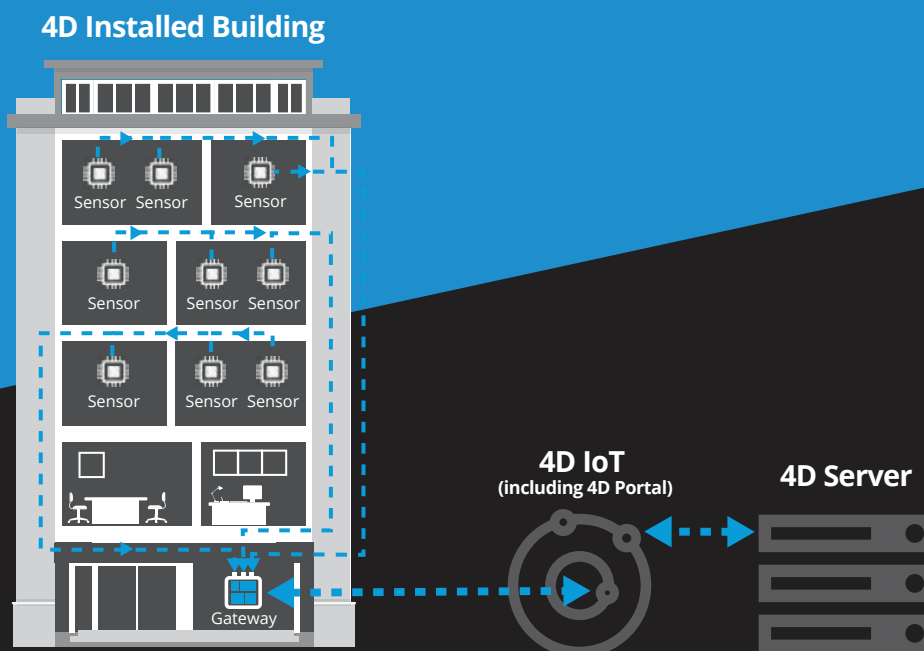 4D Installed Building
Sensor Sensor Sensor
Sensor Sensor Sensor
Sensor Sensor Sensor
4D IoT
(including 4D Portal)
4D Server
Gateway